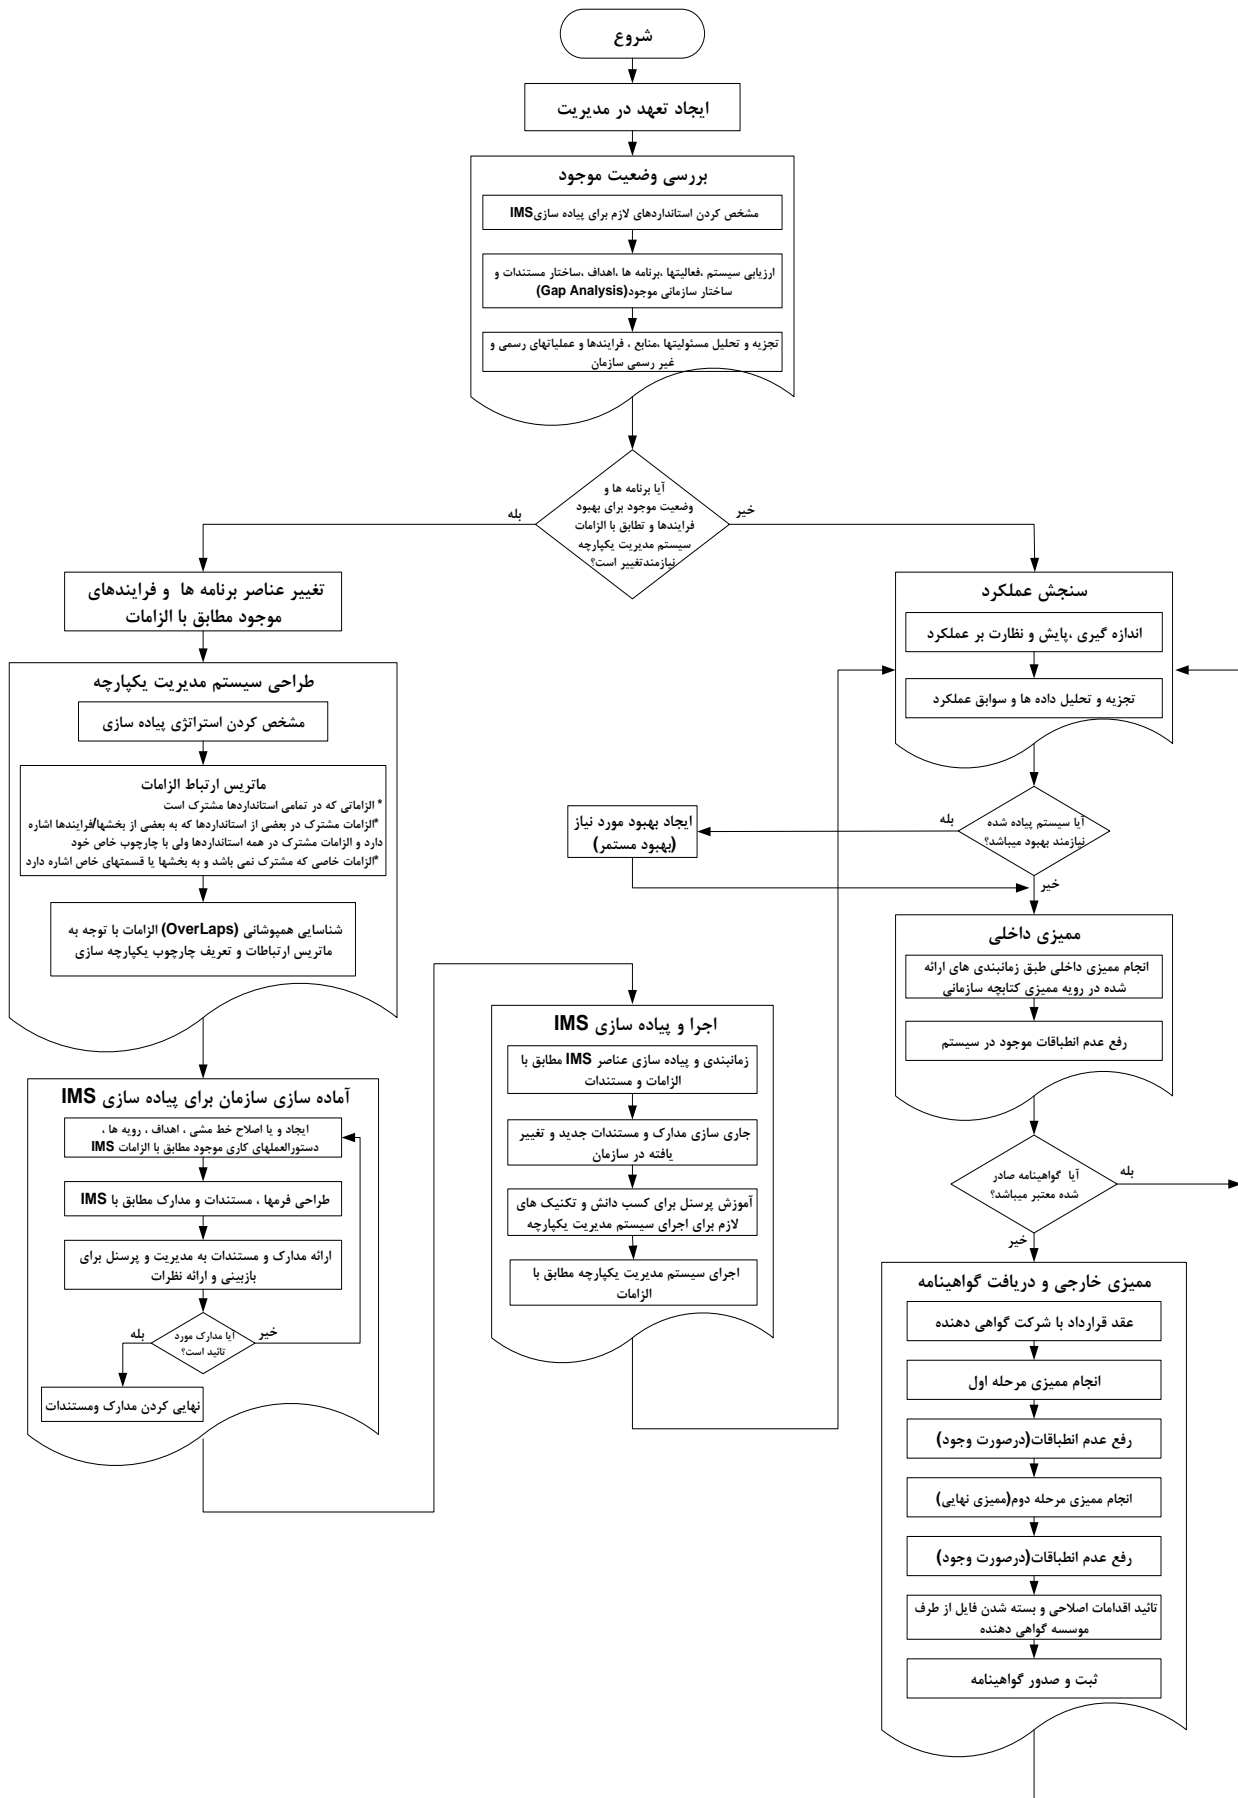 شروع
ایجاد تعهد در مدیریت
بررسی وضعیت موجود
مشخص کردن استانداردهای لازم برای پیاده سازیIMS
ارزیابی سیستم ،فعالیتها ،برنامه ها ،اهداف ،ساختار مستندات و
ساختار سازمانی موجود(Gap Analysis)
تجزیه و تحلیل مسئولیتها ،منابع ، فرایندها و عملیاتهای رسمی و
غیر رسمی سازمان
آیا برنامه ها و
وضعیت موجود برای بهبود
فرایندها و تطابق با الزامات
سیستم مدیریت یکپارچه
نیازمندتغییر است؟
بله
خیر
تغییر عناصر برنامه ها و فرایندهای
موجود مطابق با الزامات
طراحی سیستم مدیریت یکپارچه
مشخص کردن استراتژی پیاده سازی
ماتریس ارتباط الزامات
* الزاماتی که در تمامی استانداردها مشترک است
*الزامات مشترک در بعضی از استانداردها که به بعضی از بخشها/فرایندها اشاره
دارد و الزامات مشترک در همه استانداردها ولی با چارچوب خاص خود
*الزامات خاصی که مشترک نمی باشد و به بخشها یا قسمتهای خاص اشاره دارد
شناسایی همپوشانی (OverLaps) الزامات با توجه به
ماتریس ارتباطات و تعریف چارچوب یکپارچه سازی
آماده سازی سازمان برای پیاده سازی IMS
ایجاد و یا اصلاح خط مشی ، اهداف ، رویه ها ،
دستورالعملهای کاری موجود مطابق با الزامات IMS
طراحی فرمها ، مستندات و مدارک مطابق با IMS
ارائه مدارک و مستندات به مدیریت و پرسنل برای
بازبینی و ارائه نظرات
آیا مدارک مورد
تائید است؟
خیر
بله
نهایی کردن مدارک ومستندات
اجرا و پیاده سازی IMS
زمانبندی و پیاده سازی عناصر IMS مطابق با
الزامات و مستندات
جاری سازی مدارک و مستندات جدید و تغییر
یافته در سازمان
آموزش پرسنل برای کسب دانش و تکنیک های
لازم برای اجرای سیستم مدیریت یکپارچه
اجرای سیستم مدیریت یکپارچه مطابق با
الزامات
سنجش عملکرد
اندازه گیری ،پایش و نظارت بر عملکرد
تجزیه و تحلیل داده ها و سوابق عملکرد
آیا سیستم پیاده شده
نیازمند بهبود میباشد؟
بله
ایجاد بهبود مورد نیاز
(بهبود مستمر)
خیر
ممیزی داخلی
انجام ممیزی داخلی طبق زمانبندی های ارائه
شده در رویه ممیزی کتابچه سازمانی
رفع عدم انطباقات موجود در سیستم
آیا گواهینامه صادر
شده معتبر میباشد؟
بله
خیر
ممیزی خارجی و دریافت گواهینامه
عقد قرارداد با شرکت گواهی دهنده
انجام ممیزی مرحله اول
رفع عدم انطباقات(درصورت وجود)
انجام ممیزی مرحله دوم(ممیزی نهایی)
رفع عدم انطباقات(درصورت وجود)
تائید اقدامات اصلاحی و بسته شدن فایل از طرف
موسسه گواهی دهنده
ثبت و صدور گواهینامه